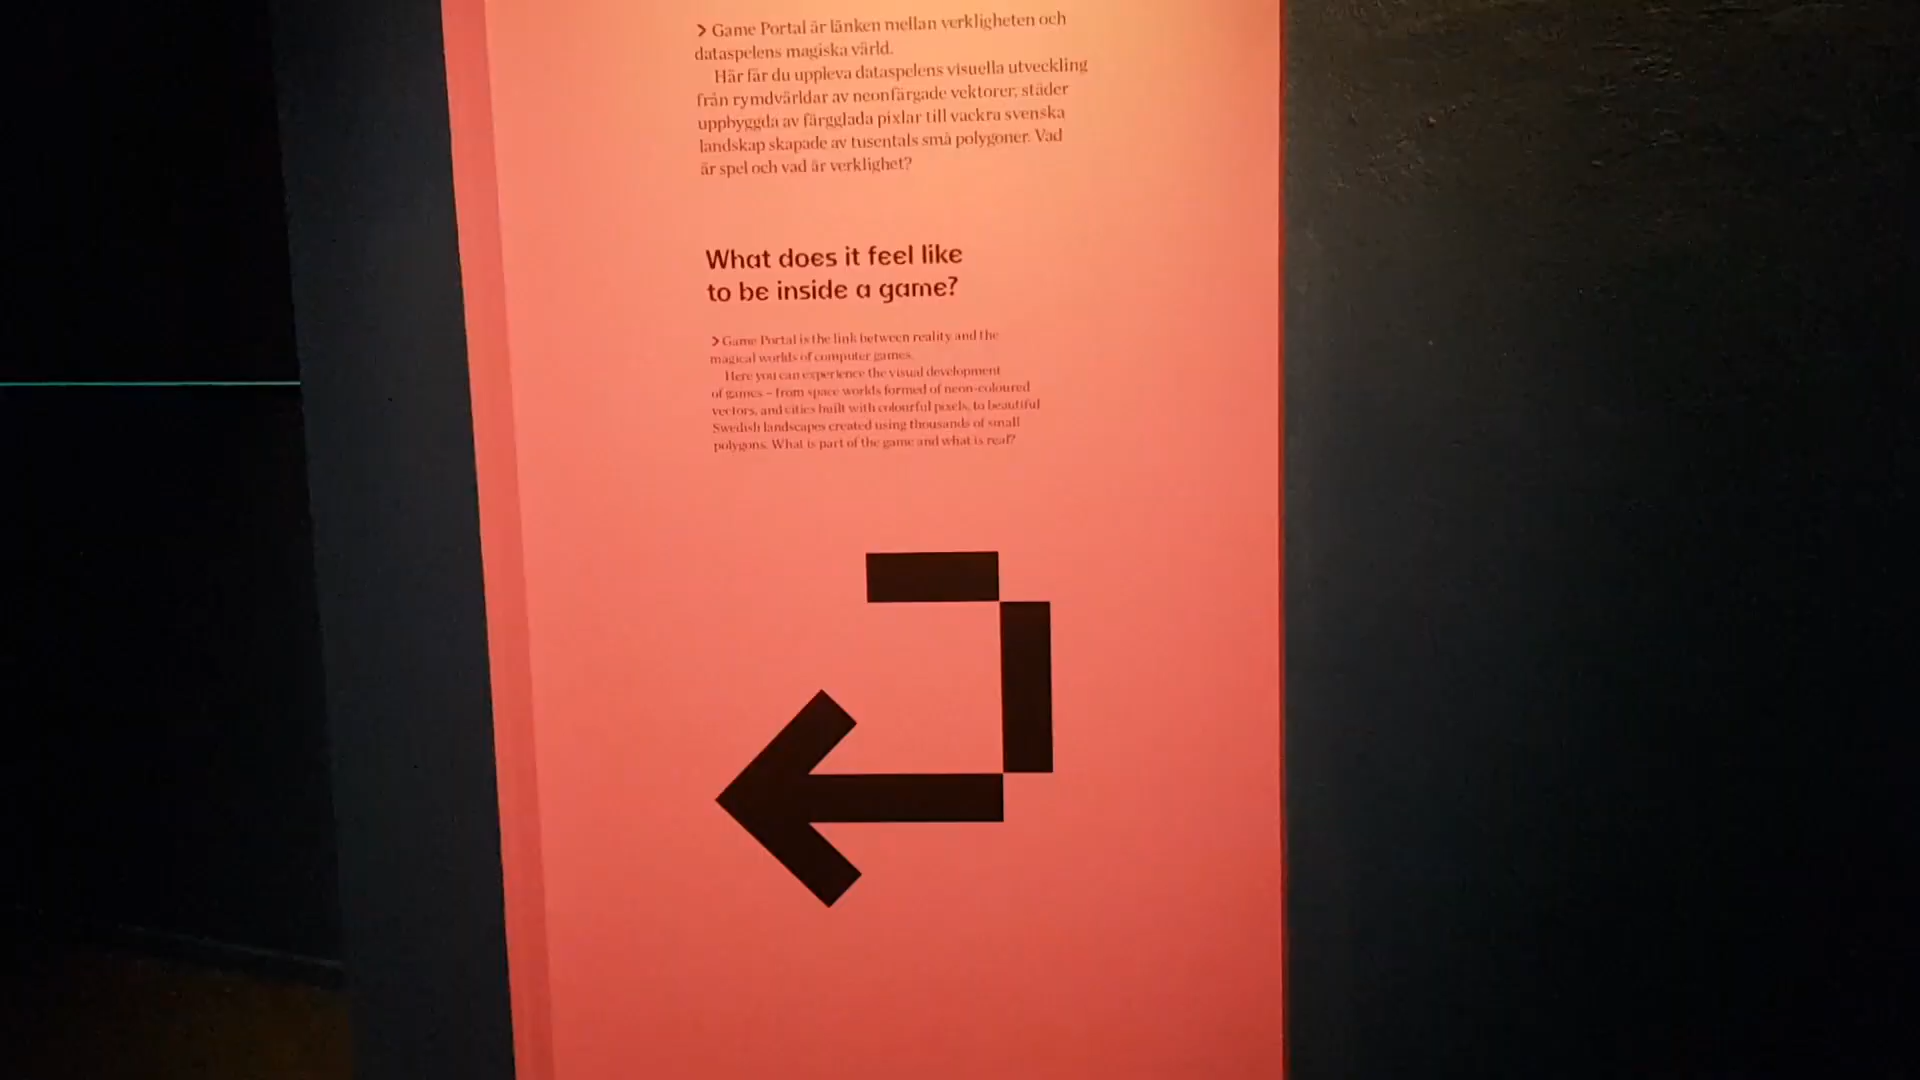 > Game Portal är länken mellan verkligheten och
dataspelens magiska värld.
Här får du uppleva dataspelens visuella utveckling
från rymdvärldar av neonfärgade vektorer, städer
uppbyggda av färgglada pixlar till vackra svenska
landskap skapade av tusentals små polygoner. Vad
är spel och vad är verklighet?
What does it feel like
to be inside a game?
> Game Portal is the link between reality and the
magical worlds of computer games.
Here you can experience the visual development
of games – from space worlds formed of neon-coloured
vectors, and cities built with colourful pixels, to beautiful
Swedish landscapes created using thousands of small
polygons. What is part of the game and what is real?